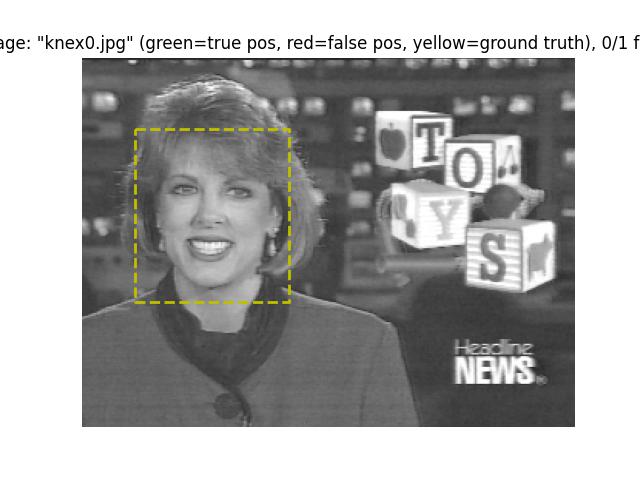 age: "knex0.jpg" (green=true pos, red=false pos, yellow=ground truth), 0/1 f
T
O
Y
S
Headline
NEWS